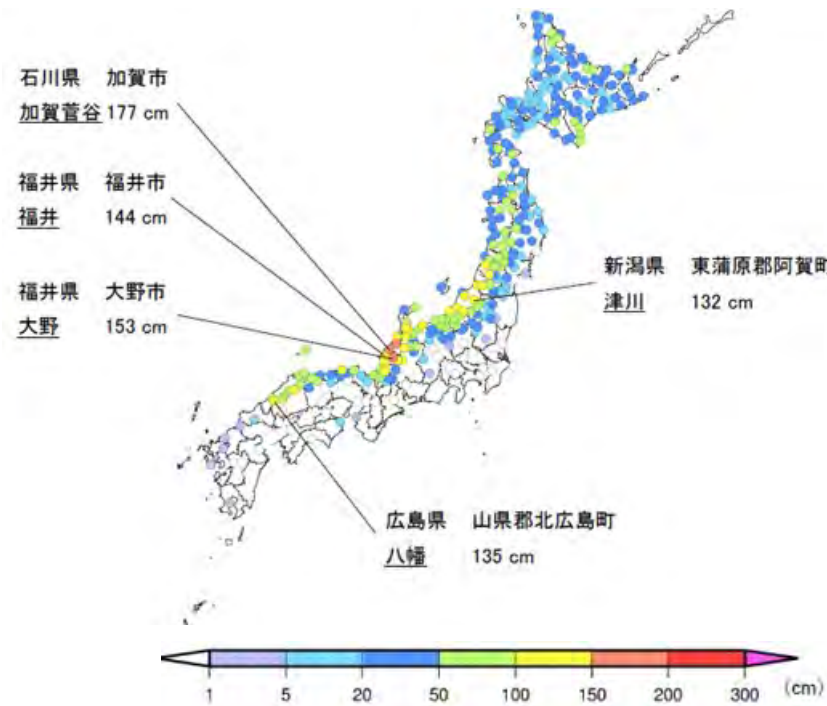 石川県 加賀市
加賀菅谷 177 cm
福井県 福井市
福井 144 cm
福井県 大野市
大野 153 cm
新潟県 東蒲原郡阿賀町
津川 132 cm
広島県 山県郡北広島町
八幡 135 cm
1 5 20 50 100 150 200 300 (cm)